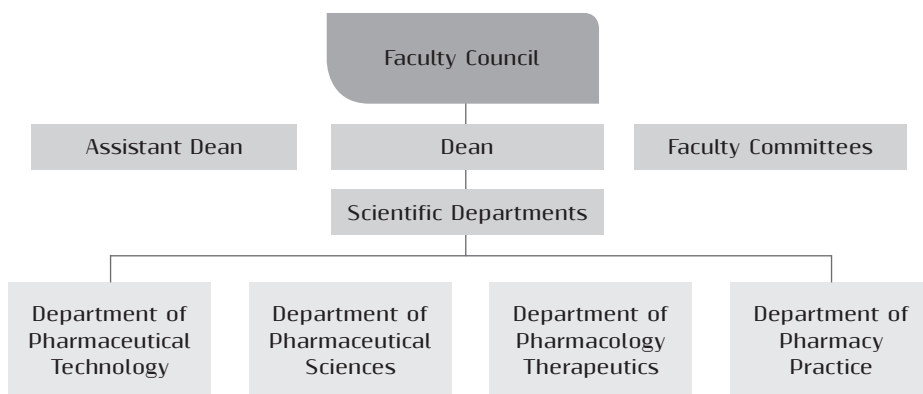 Faculty Council
Assistant Dean
Dean
Faculty Committees
Scientific Departments
Department of
Pharmaceutical
Technology
Department of
Pharmaceutical
Sciences
Department of
Pharmacology
Therapeutics
Department of
Pharmacy
Practice